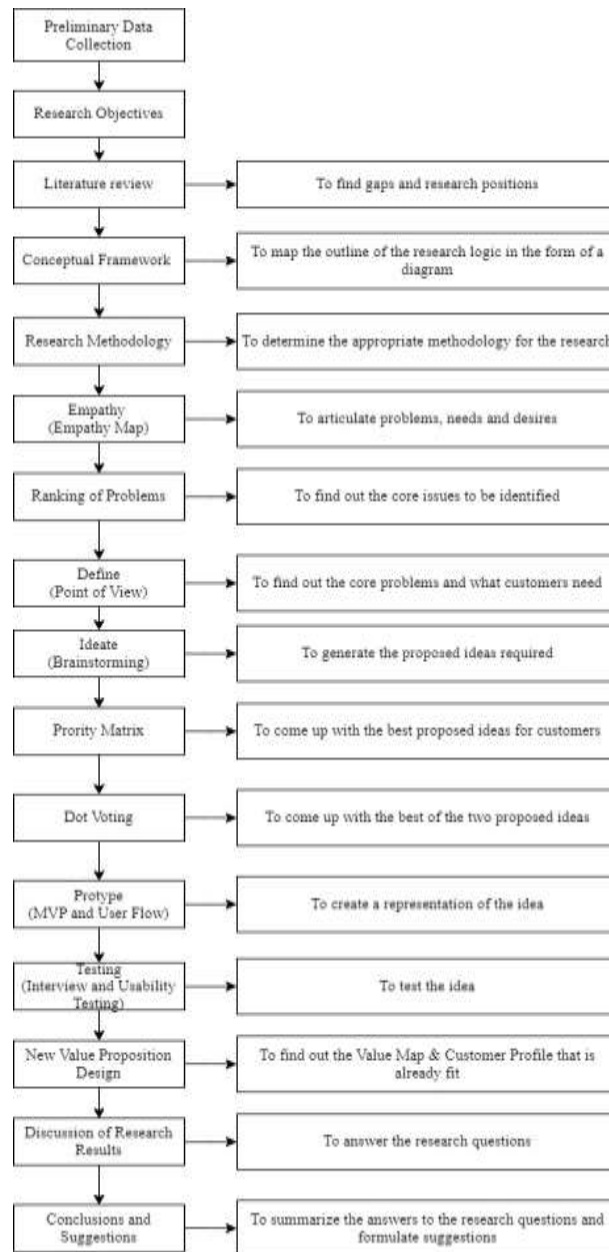 Preliminary Data
Collection
Research Objectives
Literature review
To find gaps and research positions
Conceptual Framework
To map the outline of the research logic in the form of a
diagram
Research Methodology
To determine the appropriate methodology for the research
Empathy
(Empathy Map)
To articulate problems, needs and desires
Ranking of Problems
To find out the core issues to be identified
Define
(Point of View)
To find out the core problems and what customers need
Ideate
(Brainstorming)
To generate the proposed ideas required
Prority Matrix
To come up with the best proposed ideas for customers
Dot Voting
To come up with the best of the two proposed ideas
Protype
(MVP and User Flow)
To create a representation of the idea
Testing
(Interview and Usability
Testing)
To test the idea
New Value Proposition
Design
To find out the Value Map & Customer Profile that is
already fit
Discussion of Research
Results
To answer the research questions
Conclusions and
Suggestions
To summarize the answers to the research questions and
formulate suggestions